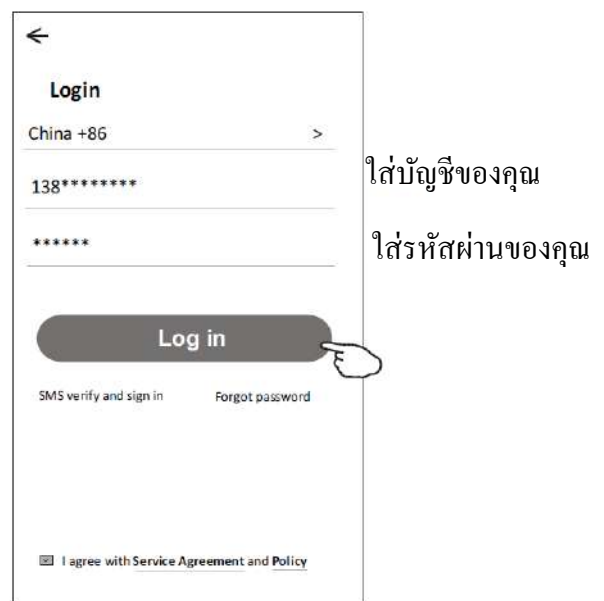 Login
China +86 >
138********
ใส่บัญชีของคุณ
******
ใส่รหัสผ่านของคุณ
Log in
SMS verify and sign in Forgot password
I agree with Service Agreement and Policy